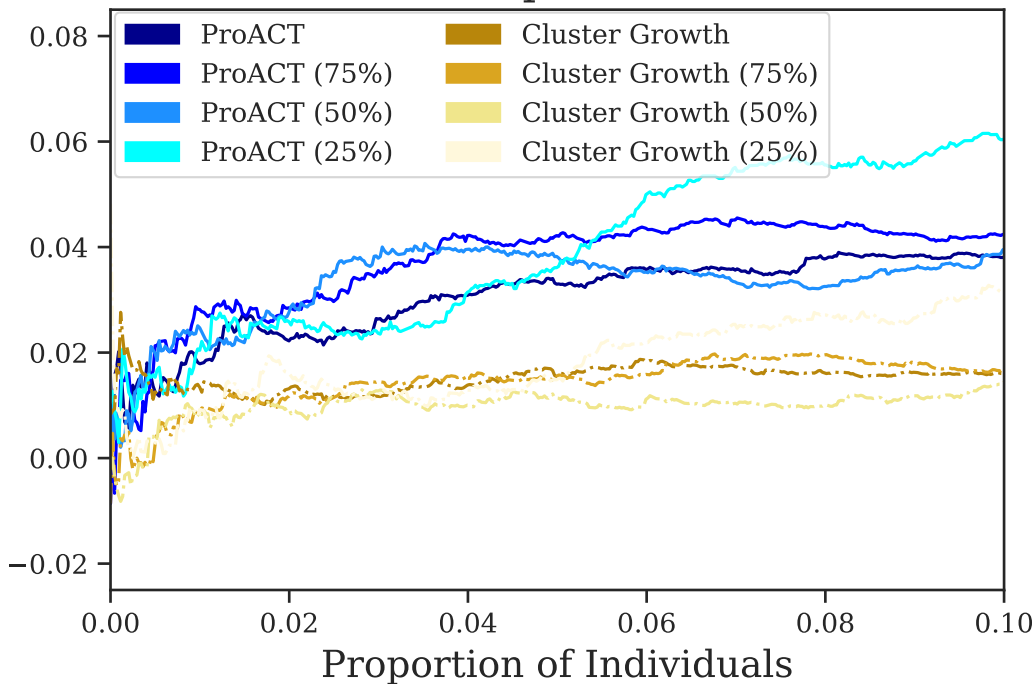 ProACT
ProACT (75%)
ProACT (50%)
ProACT (25%)
Cluster Growth
Cluster Growth (75%)
Cluster Growth (50%)
Cluster Growth (25%)
0.08
0.06
0.04
0.02
0.00
−0.02
0.00 0.02 0.04 0.06 0.08 0.10
Proportion of Individuals